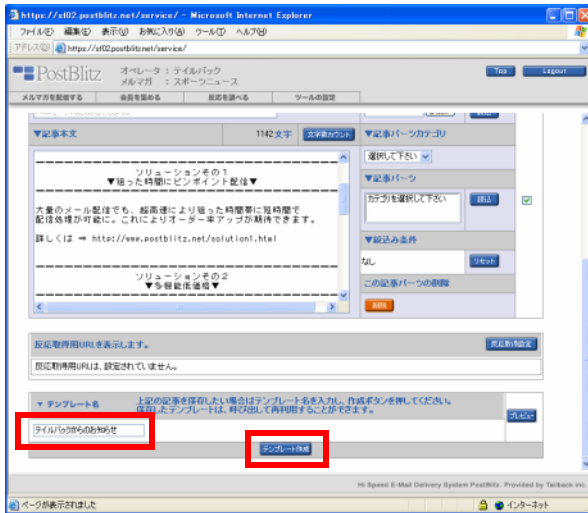 https://sf02.postblitz.net/service/ - Microsoft Internet Explorer
ファイル(F) 編集(E) 表示(V) お気に入り(A) ツール(T) ヘルプ(H)
アドレス(D) https://sf02.postblitz.net/service/
PostBlitz オペレータ : テイルバック Top Logout
メルマガ : スポーツニュース
メルマガを配信する 会員を集める 反応を調べる ツールの設定
▼記事本文 1142文字 文字数カウント ▼記事パーツカテゴリ
選択して下さい
ソリューションその1
▼狙った時間にピンポイント配信▼
▼記事パーツ
カテゴリを選択して下さい 読込
大量のメール配信でも、超高速により狙った時間帯に短時間で
配信処理が可能に。これによりオーダー率アップが期待できます。
詳しくは ⇒ http://www.postblitz.net/solution1.html
▼絞込み条件
なし リセット
ソリューションその2
▼多機能低価格▼
この記事パーツの削除
削除
反応取得用URLを表示します。 反応取得設定
反応取得用URLは、設定されていません。
▼ テンプレート名 上記の記事を保存したい場合はテンプレート名を入力し、作成ボタンを押してください。
保存したテンプレートは、呼び出して再利用することができます。
プレビュー
テイルバックからのお知らせ
テンプレート作成
Hi Speed E-Mail Delivery System PostBlitz. Provided by Tailback inc.
ページが表示されました インターネット